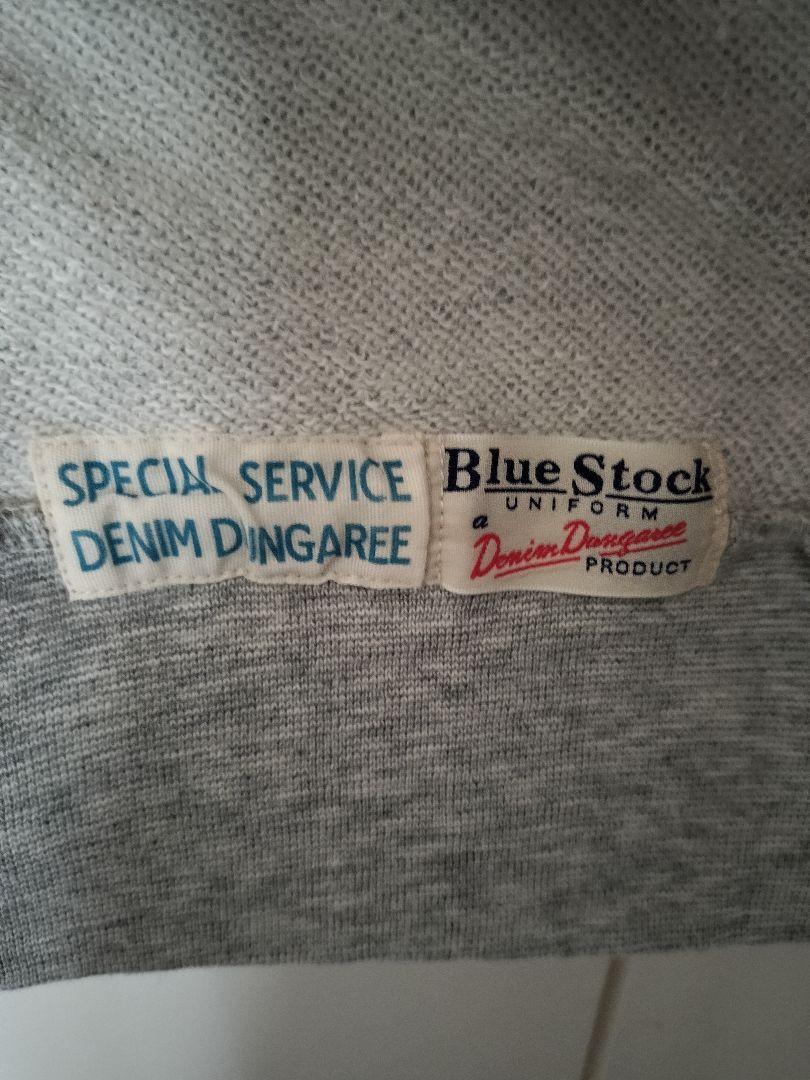 SPECIAL SERVICE
DENIM DUNGAREE
Blue Stock
UNIFORM
a
Denim Dungaree
PRODUCT